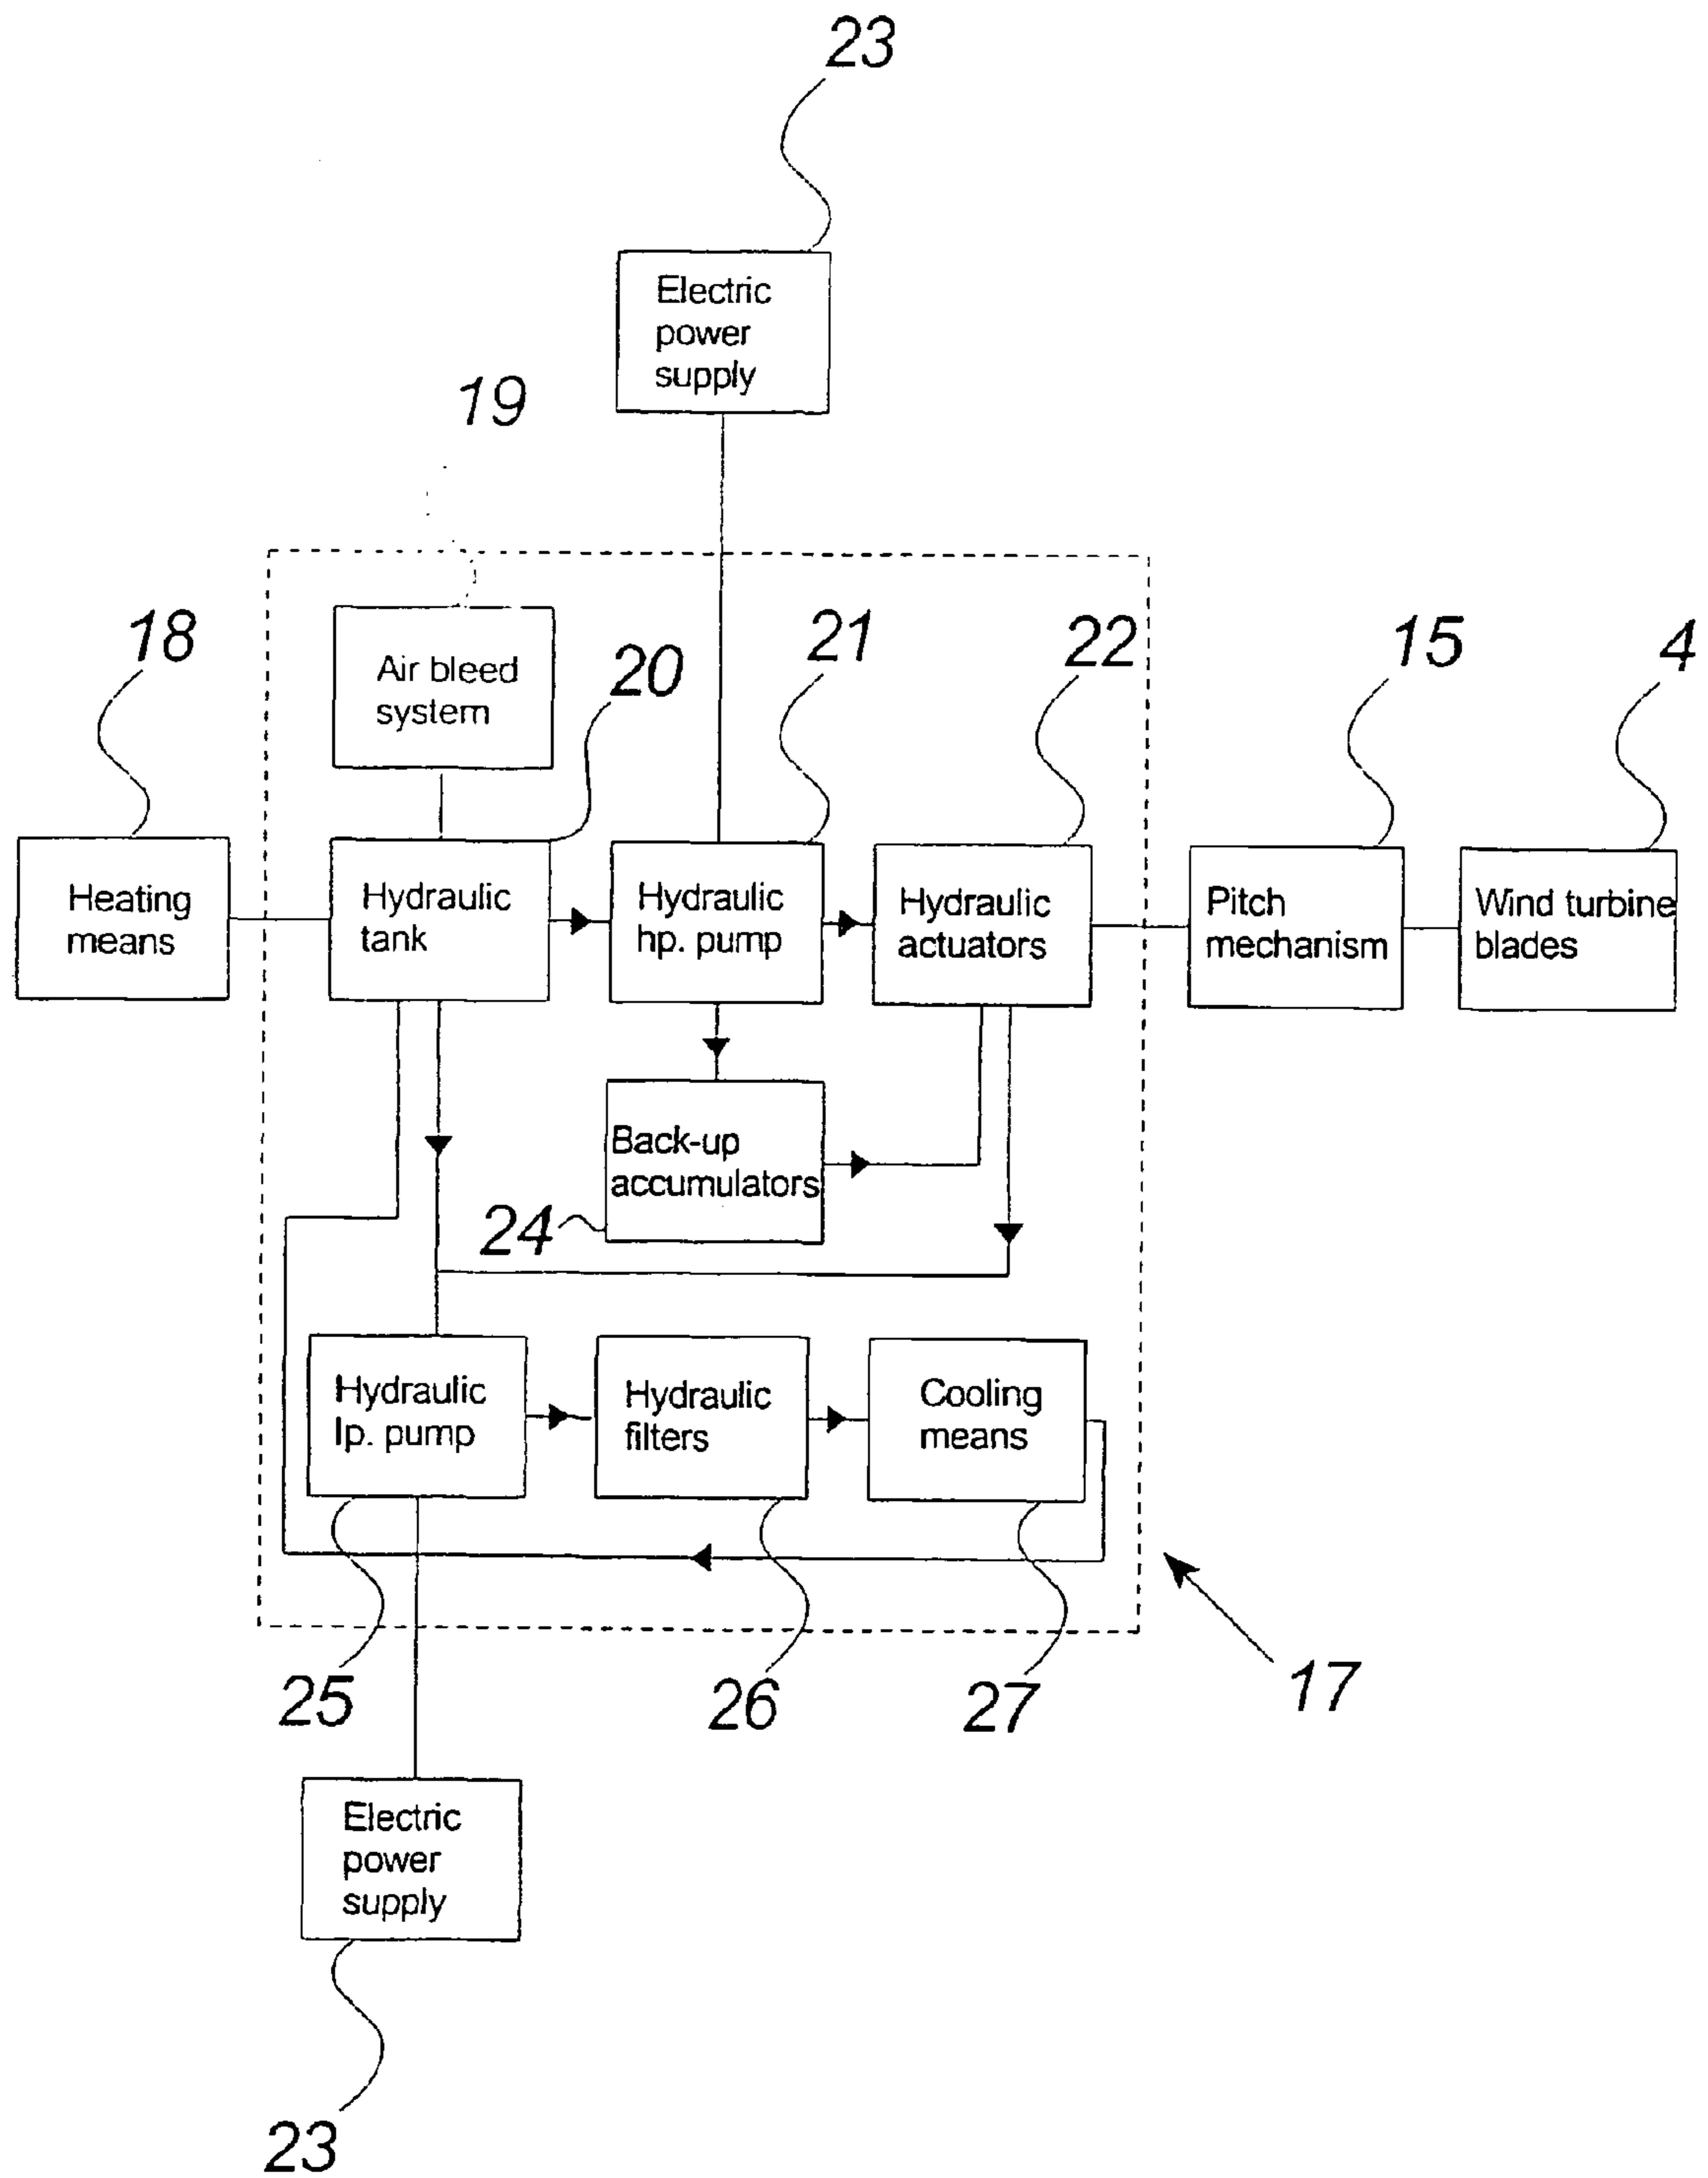 23
Electric
power
supply
19
18
Air bleed
system
20
21
22
15
4
Heating
means
Hydraulic
tank
Hydraulic
hp. pump
Hydraulic
actuators
Pitch
mechanism
Wind turbine
blades
Back-up
accumulators
24
Hydraulic
lp. pump
Hydraulic
filters
Cooling
means
25
26
27
17
Electric
power
supply
23